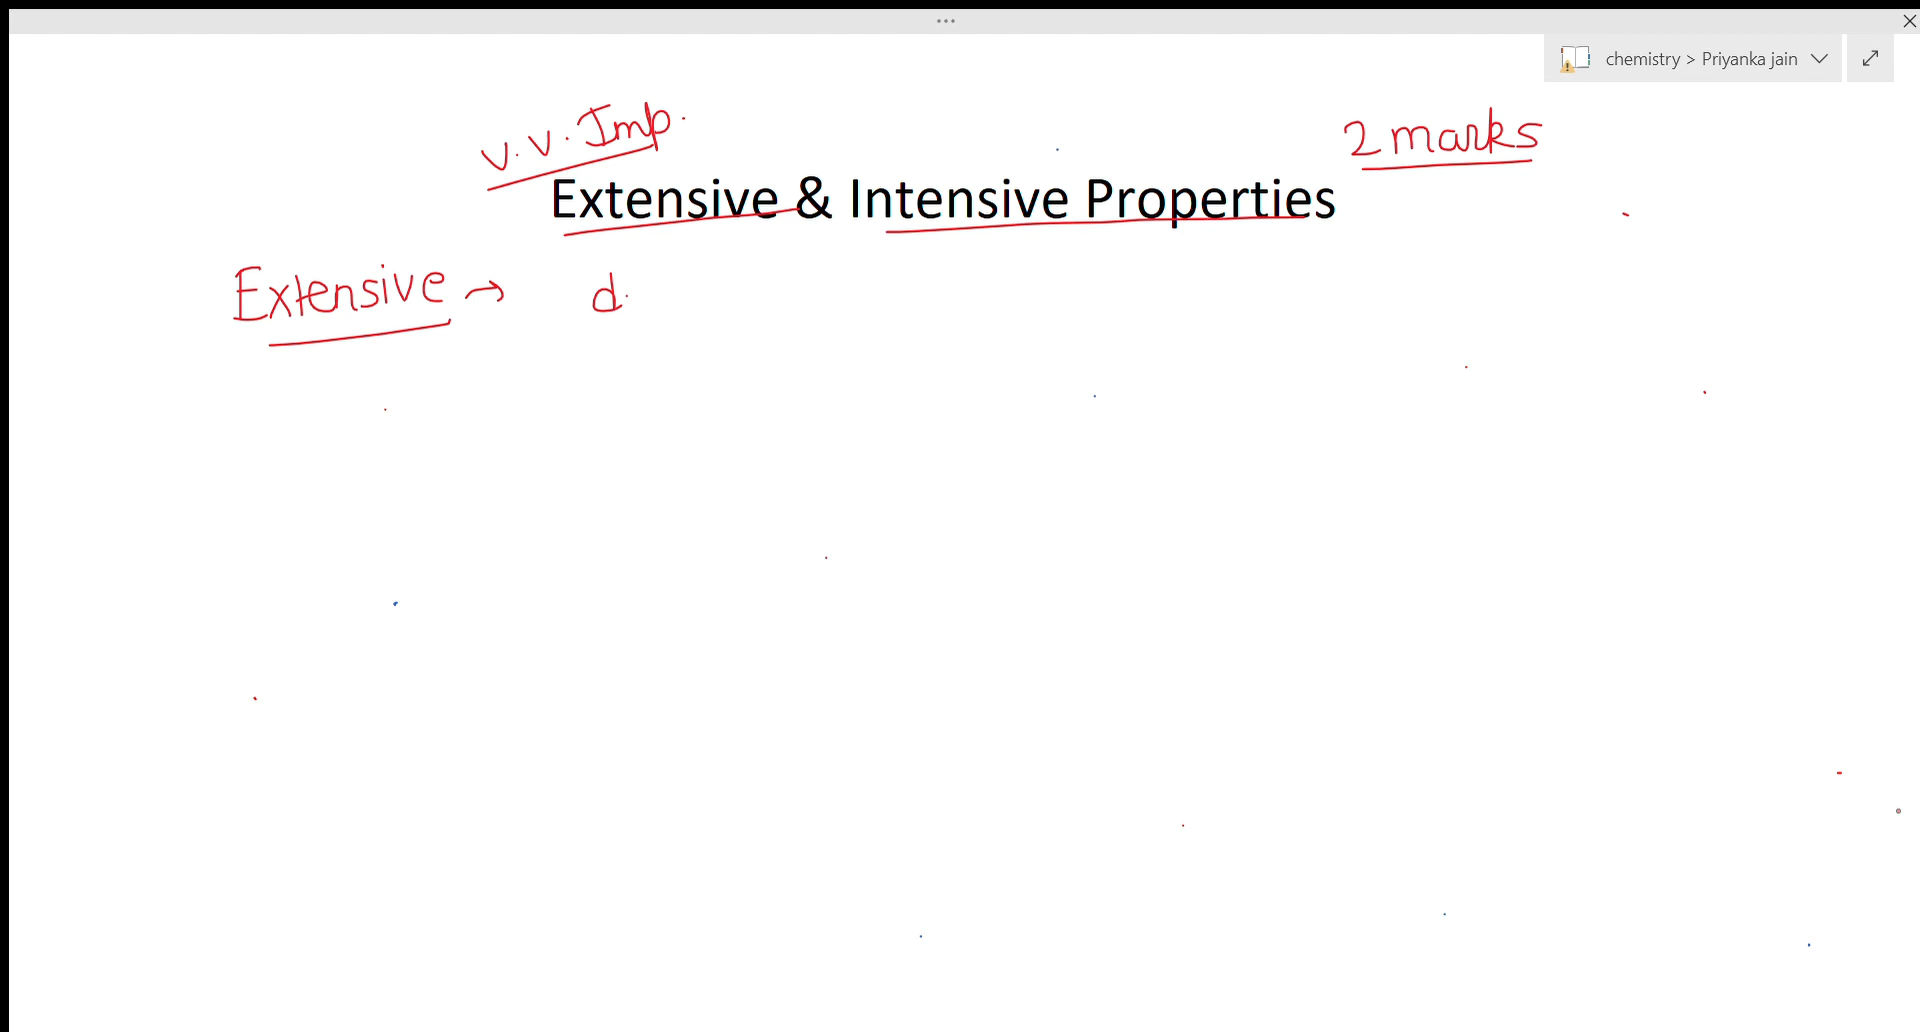 chemistry > Priyanka jain
v.v. Imp.
2 marks
Extensive & Intensive Properties
Extensive → d